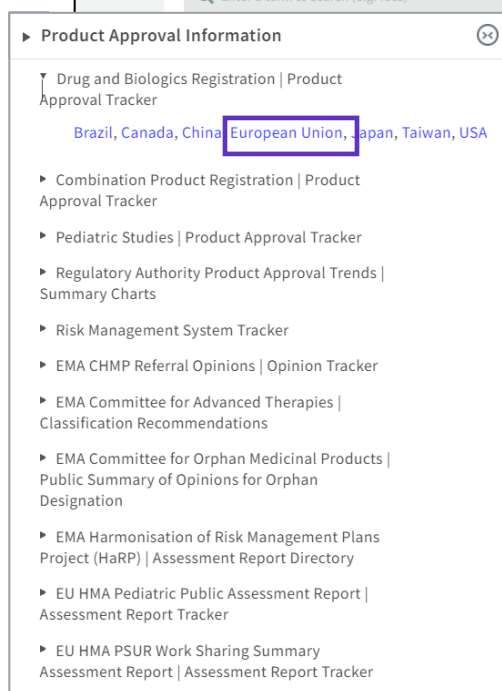 Product Approval Information
Drug and Biologics Registration | Product
Approval Tracker
Brazil, Canada, China, European Union, Japan, Taiwan, USA
Combination Product Registration | Product
Approval Tracker
Pediatric Studies | Product Approval Tracker
Regulatory Authority Product Approval Trends |
Summary Charts
Risk Management System Tracker
EMA CHMP Referral Opinions | Opinion Tracker
EMA Committee for Advanced Therapies |
Classification Recommendations
EMA Committee for Orphan Medicinal Products |
Public Summary of Opinions for Orphan
Designation
EMA Harmonisation of Risk Management Plans
Project (HaRP) | Assessment Report Directory
EU HMA Pediatric Public Assessment Report |
Assessment Report Tracker
EU HMA PSUR Work Sharing Summary
Assessment Report | Assessment Report Tracker